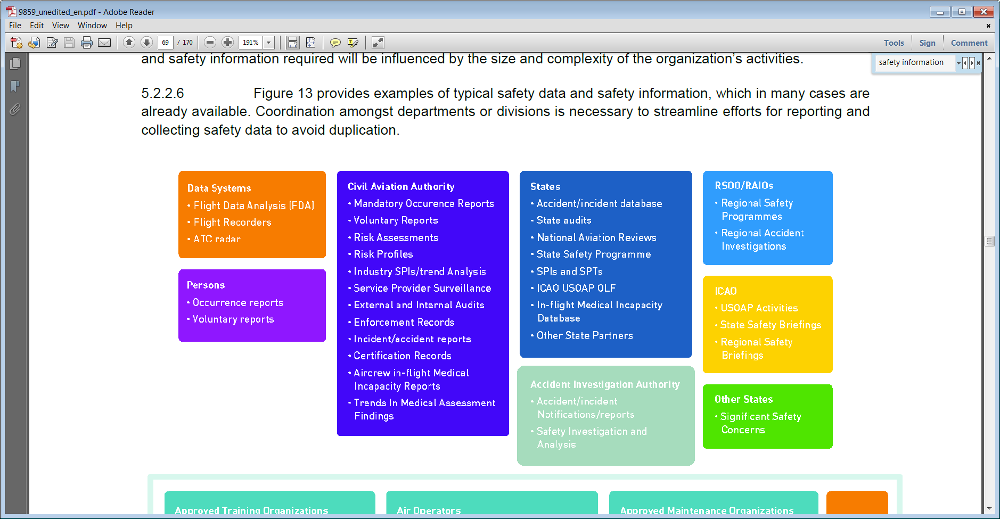 9859_unedited_en.pdf - Adobe Reader
File Edit View Window Help
69 / 170 191% Tools Sign Comment
safety information
and safety information required will be influenced by the size and complexity of the organization's activities.
5.2.2.6 Figure 13 provides examples of typical safety data and safety information, which in many cases are
already available. Coordination amongst departments or divisions is necessary to streamline efforts for reporting and
collecting safety data to avoid duplication.
Data Systems
• Flight Data Analysis (FDA)
• Flight Recorders
• ATC radar
Persons
• Occurrence reports
• Voluntary reports
Civil Aviation Authority
• Mandatory Occurence Reports
• Voluntary Reports
• Risk Assessments
• Risk Profiles
• Industry SPIs/trend Analysis
• Service Provider Surveillance
• External and Internal Audits
• Enforcement Records
• Incident/accident reports
• Certification Records
• Aircrew in-flight Medical
Incapacity Reports
• Trends In Medical Assessment
Findings
States
• Accident/incident database
• State audits
• National Aviation Reviews
• State Safety Programme
• SPIs and SPTs
• ICAO USOAP OLF
• In-flight Medical Incapacity
Database
• Other State Partners
Accident Investigation Authority
• Accident/incident
Notifications/reports
• Safety Investigation and
Analysis
RSOO/RAIOs
• Regional Safety
Programmes
• Regional Accident
Investigations
ICAO
• USOAP Activities
• State Safety Briefings
• Regional Safety
Briefings
Other States
• Significant Safety
Concerns
Approved Training Organizations
Air Operators
Approved Maintenance Organizations